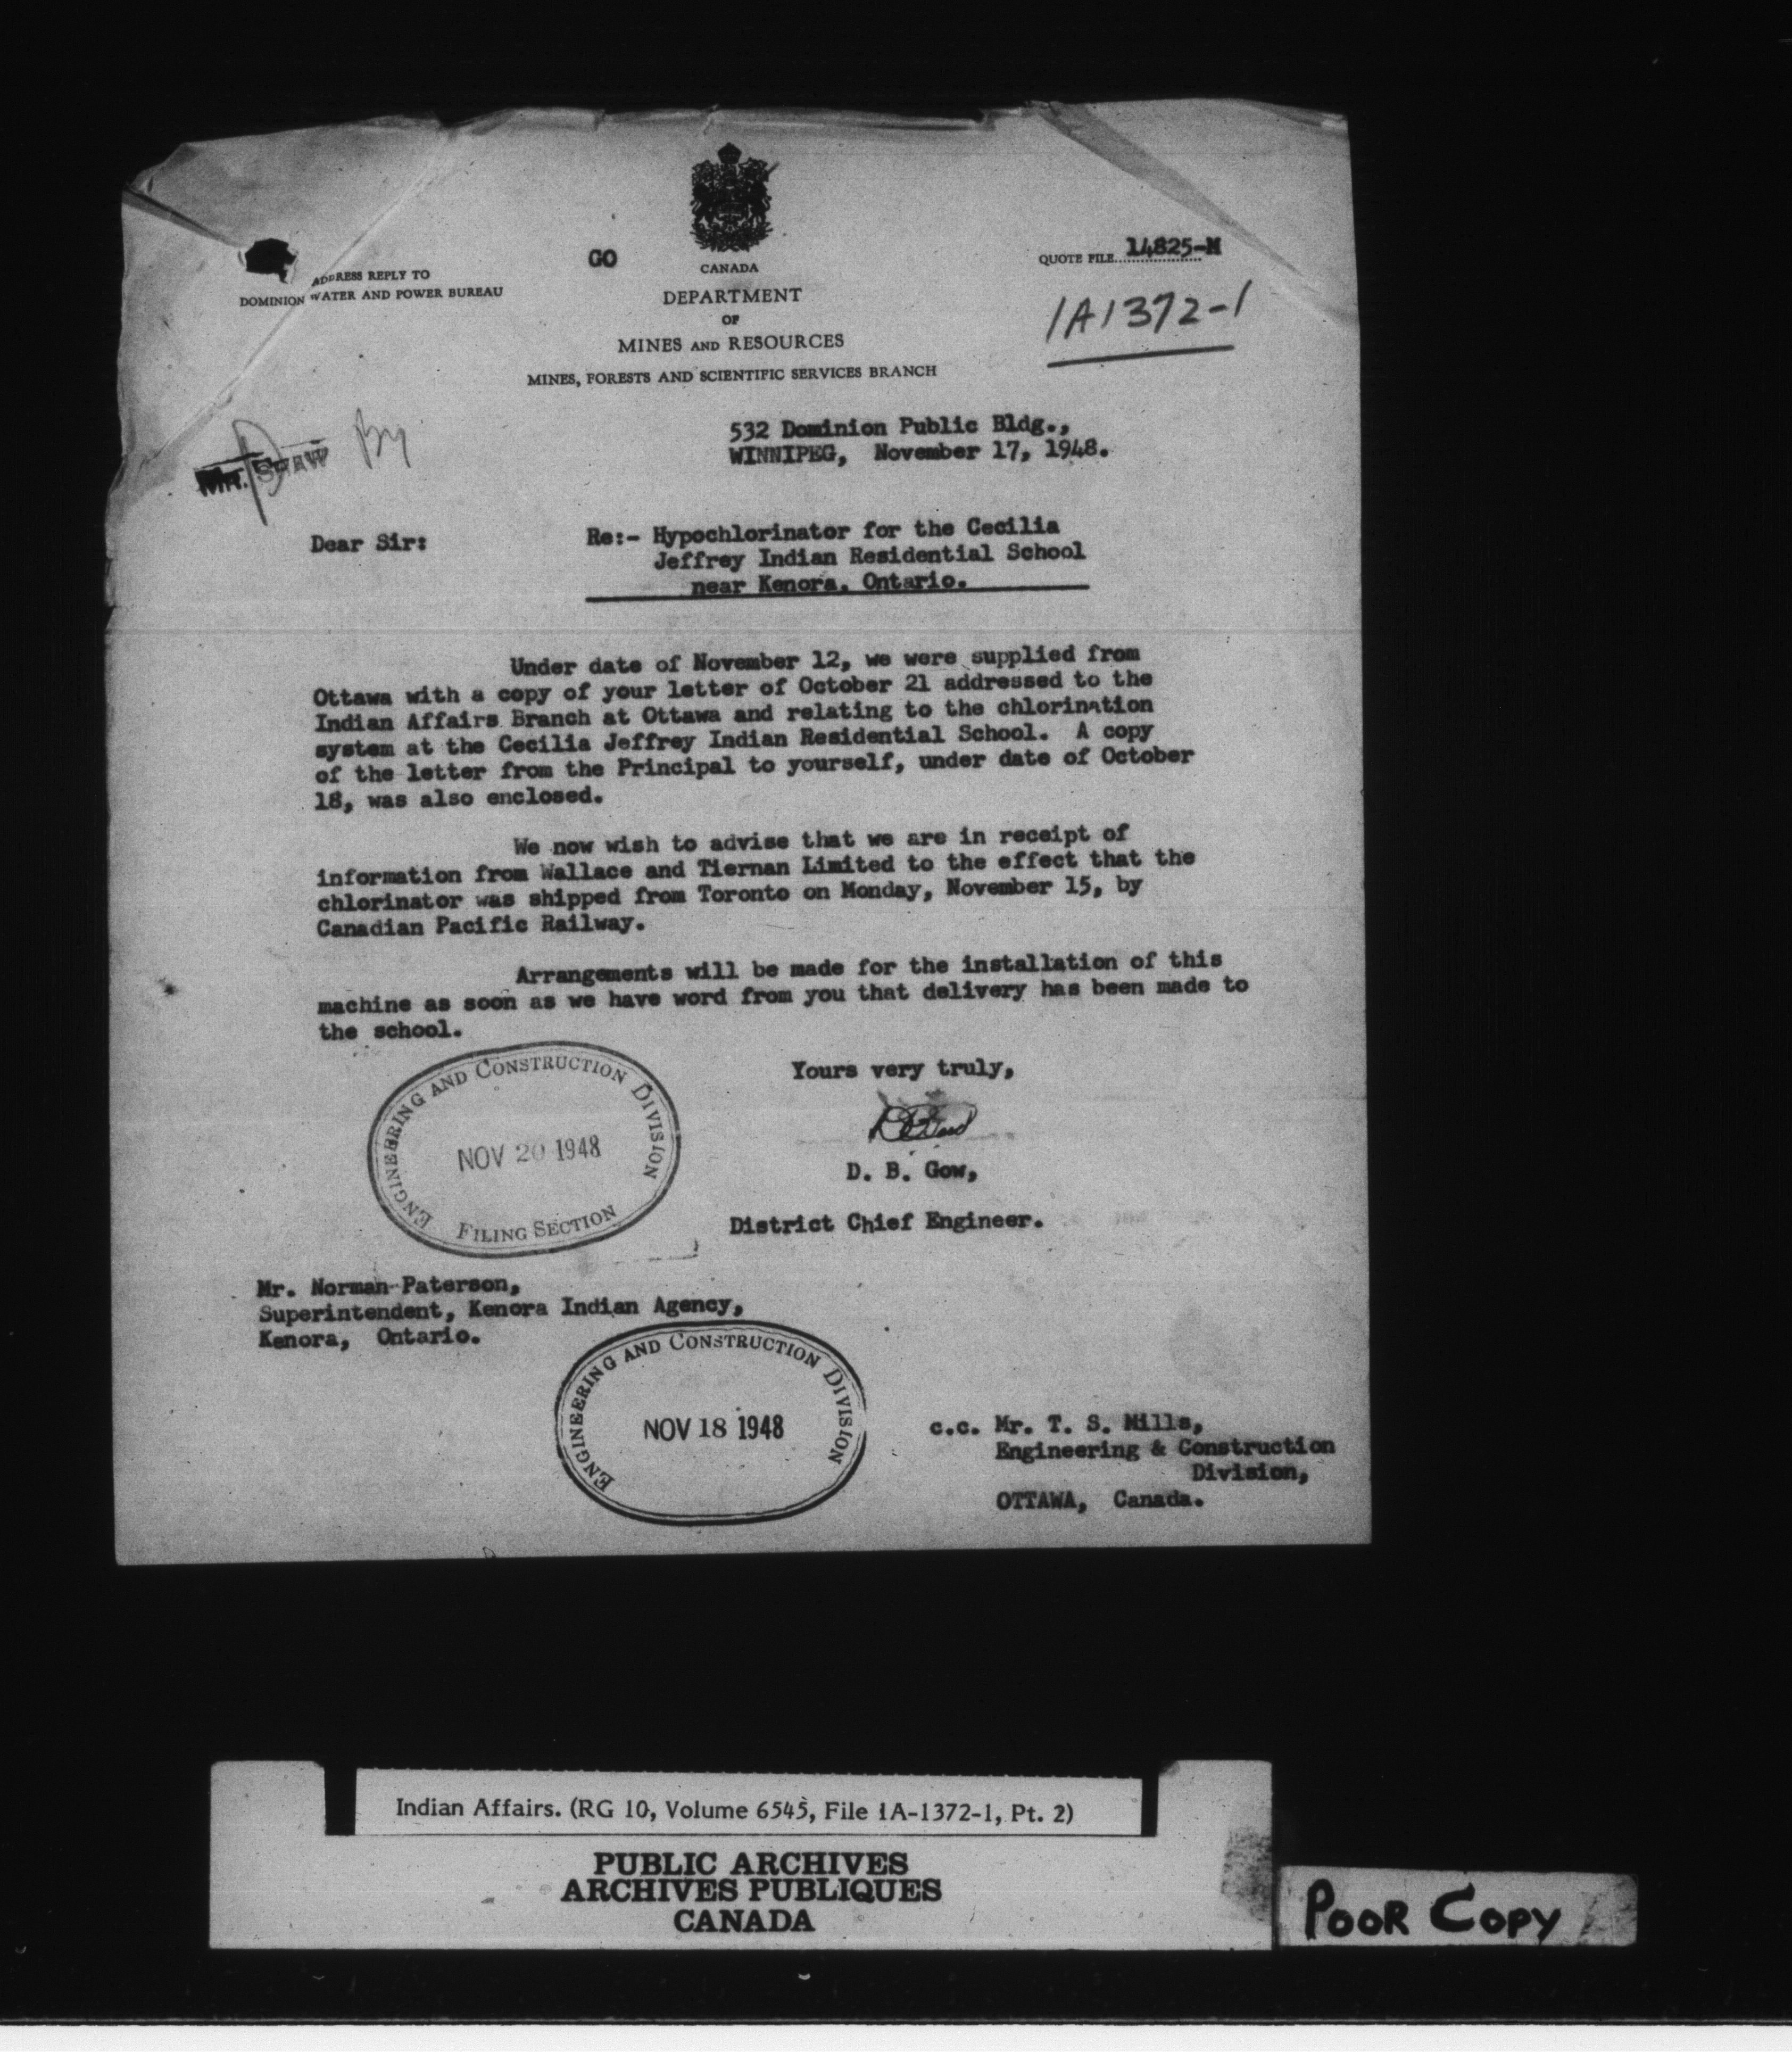 ADDRESS REPLY TO
DOMINION WATER AND POWER BUREAU
GO
CANADA
DEPARTMENT
OF
MINES AND RESOURCES
MINES, FORESTS AND SCIENTIFIC SERVICES BRANCH
QUOTE FILE 14825-M
1A1372-1
MR. SHAW
532 Dominion Public Bldg.,
WINNIPEG, November 17, 1948.
Dear Sir:
Re:- Hypochlorinator for the Cecilia
Jeffrey Indian Residential School
near Kenora, Ontario.
Under date of November 12, we were supplied from
Ottawa with a copy of your letter of October 21 addressed to the
Indian Affairs Branch at Ottawa and relating to the chlorination
system at the Cecilia Jeffrey Indian Residential School. A copy
of the letter from the Principal to yourself, under date of October
18, was also enclosed.
We now wish to advise that we are in receipt of
information from Wallace and Tiernan Limited to the effect that the
chlorinator was shipped from Toronto on Monday, November 15, by
Canadian Pacific Railway.
Arrangements will be made for the installation of this
machine as soon as we have word from you that delivery has been made to
the school.
Yours very truly,
D. B. Gow,
District Chief Engineer.
ENGINEERING AND CONSTRUCTION DIVISION
NOV 20 1948
FILING SECTION
Mr. Norman Paterson,
Superintendent, Kenora Indian Agency,
Kenora, Ontario.
ENGINEERING AND CONSTRUCTION DIVISION
NOV 18 1948
c.c. Mr. T. S. Mills,
Engineering & Construction
Division,
OTTAWA, Canada.
Indian Affairs. (RG 10, Volume 6545, File 1A-1372-1, Pt. 2)
PUBLIC ARCHIVES
ARCHIVES PUBLIQUES
CANADA
POOR COPY